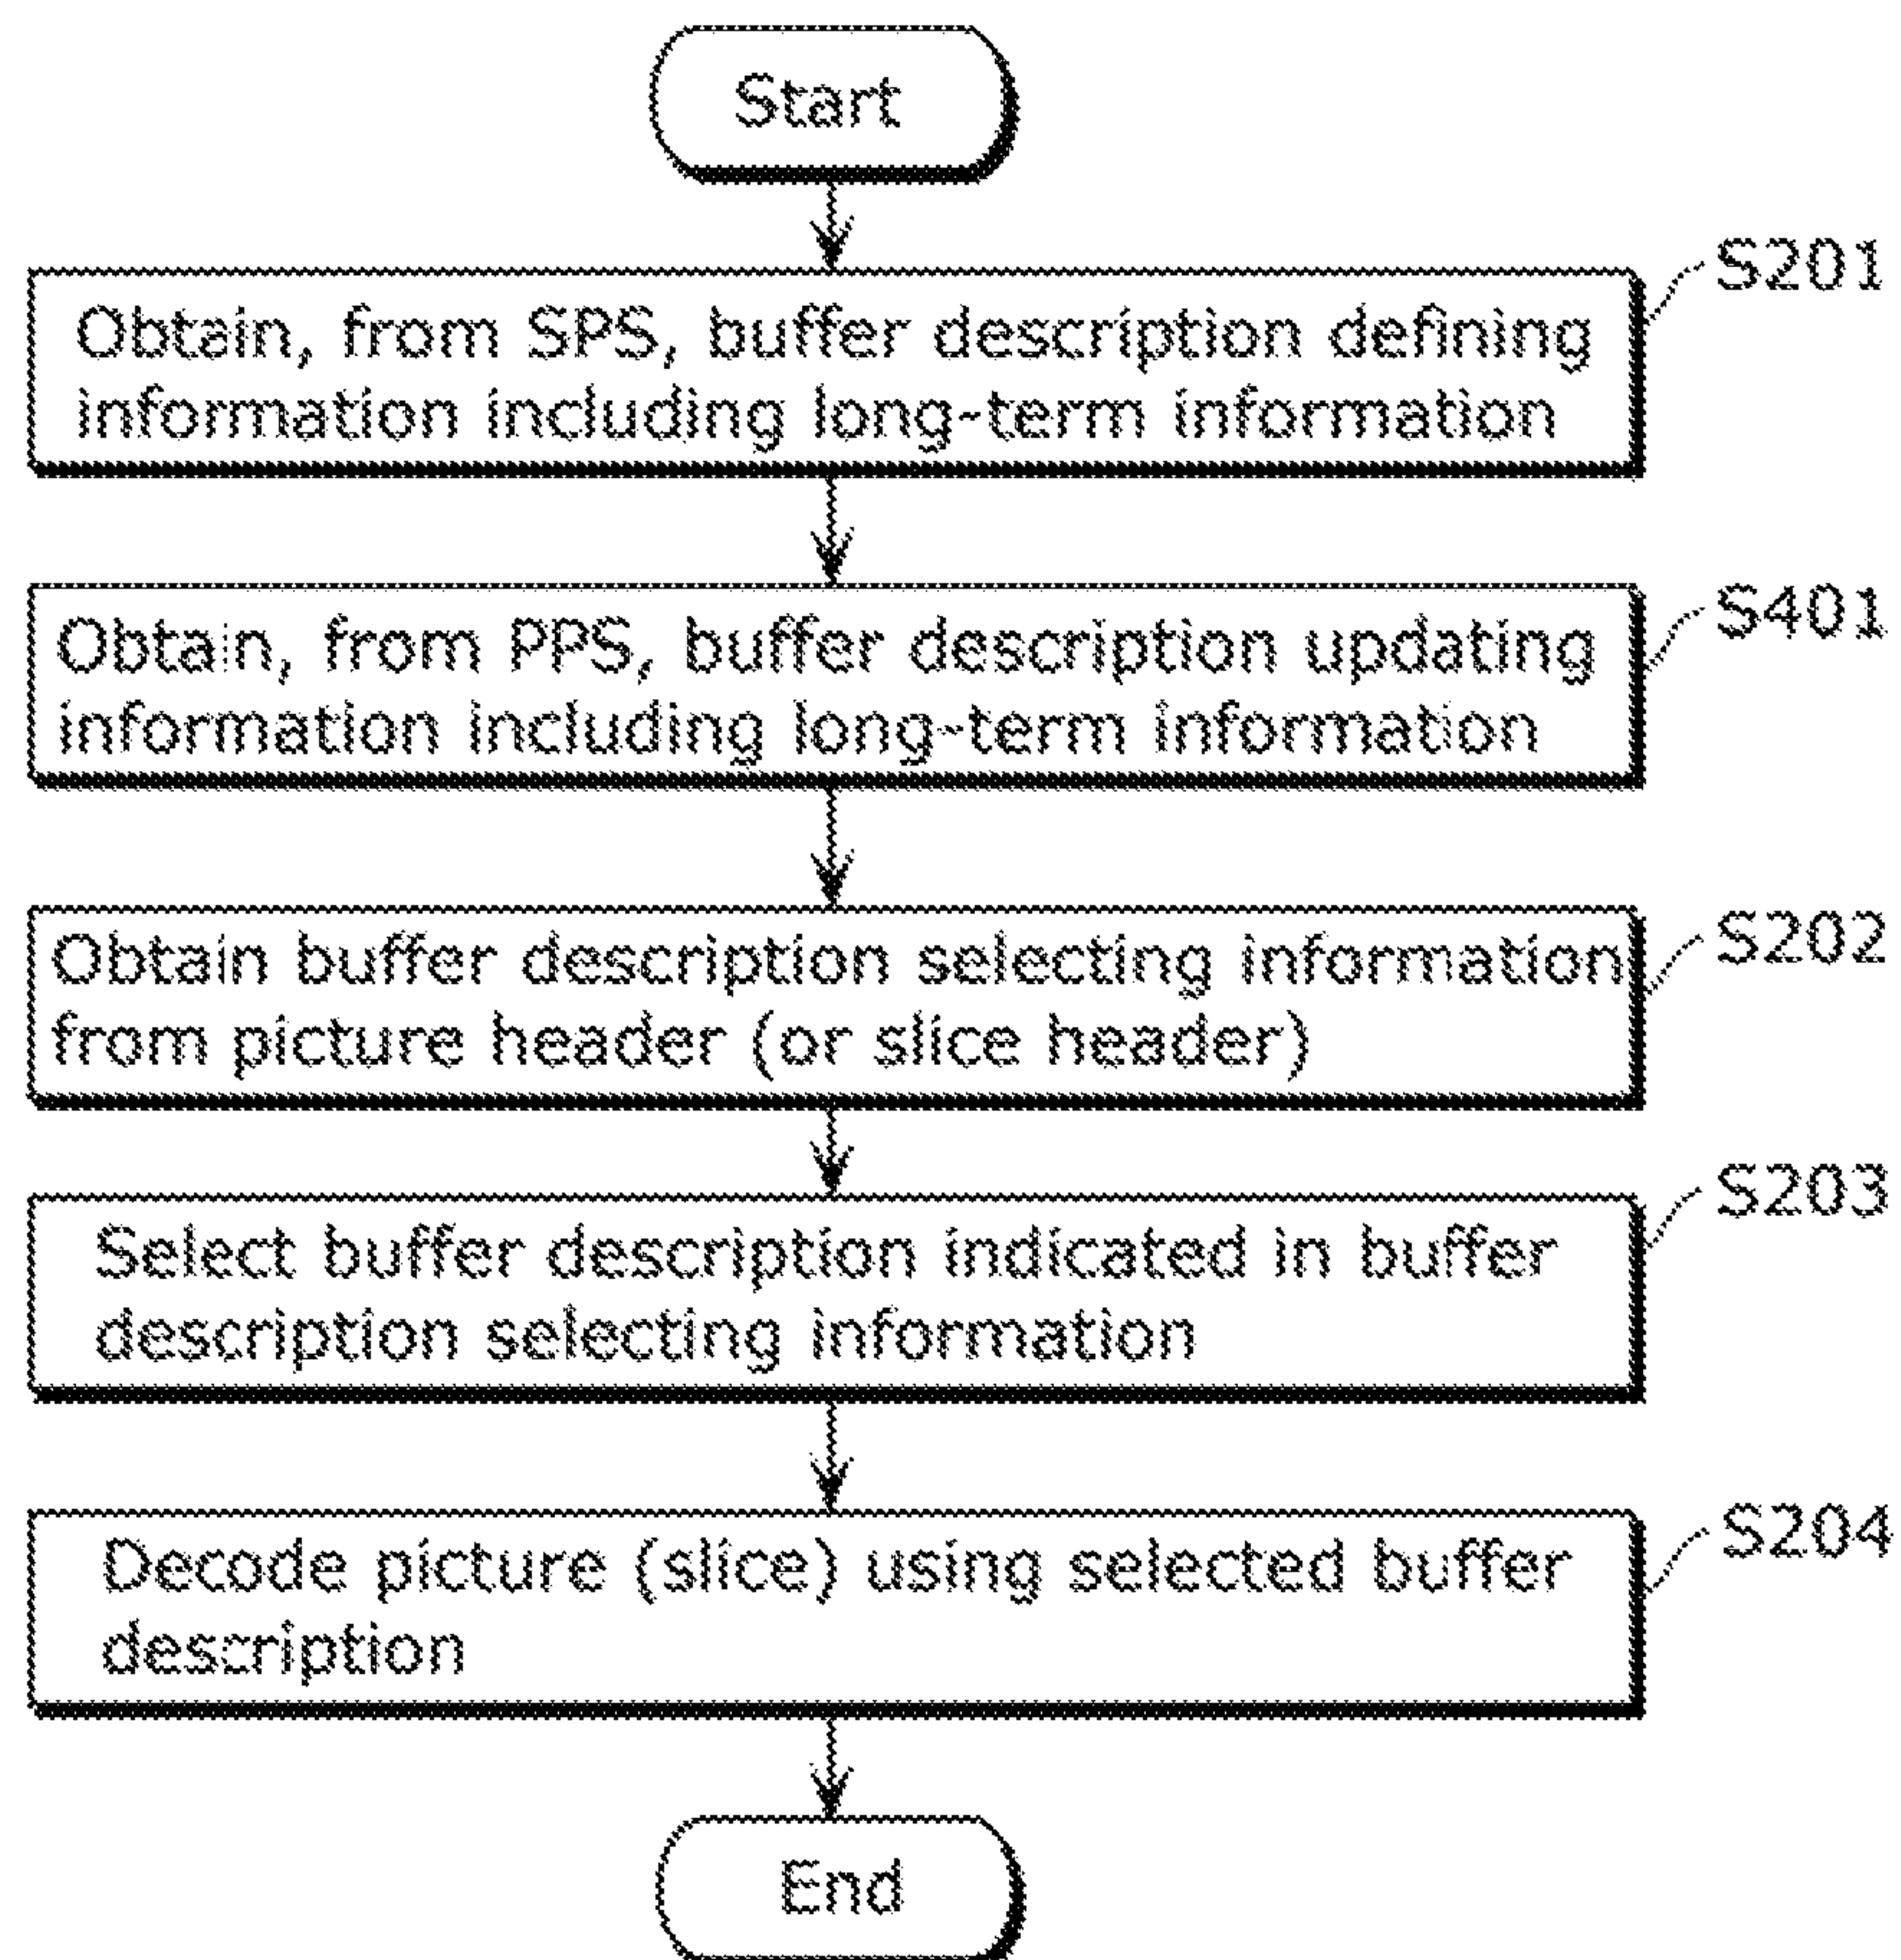 Start
S201
Obtain, from SPS, buffer description defining
information including long-term information
S401
Obtain, from PPS, buffer description updating
information including long-term information
S202
Obtain buffer description selecting information
from picture header (or slice header)
S203
Select buffer description indicated in buffer
description selecting information
S204
Decode picture (slice) using selected buffer
description
End